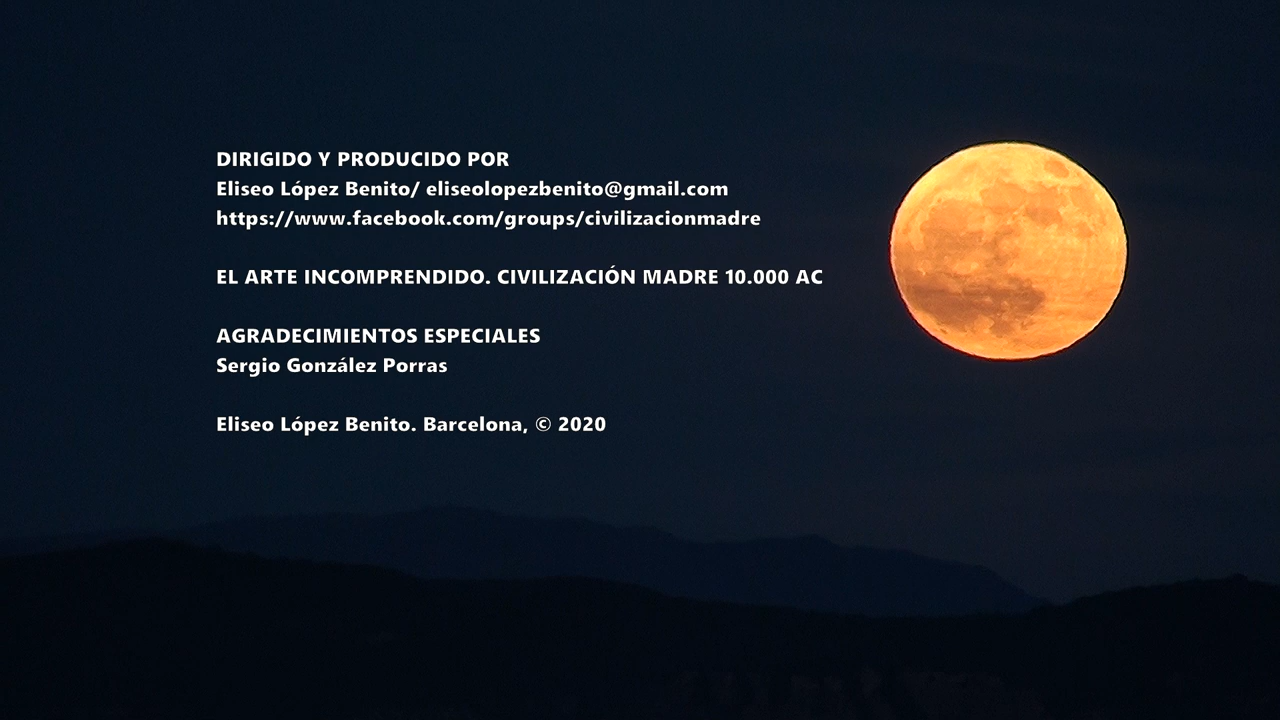 DIRIGIDO Y PRODUCIDO POR
Eliseo López Benito/ eliseolopezbenito@gmail.com
https://www.facebook.com/groups/civilizacionmadre
EL ARTE INCOMPRENDIDO. CIVILIZACIÓN MADRE 10.000 AC
AGRADECIMIENTOS ESPECIALES
Sergio González Porras
Eliseo López Benito. Barcelona, © 2020